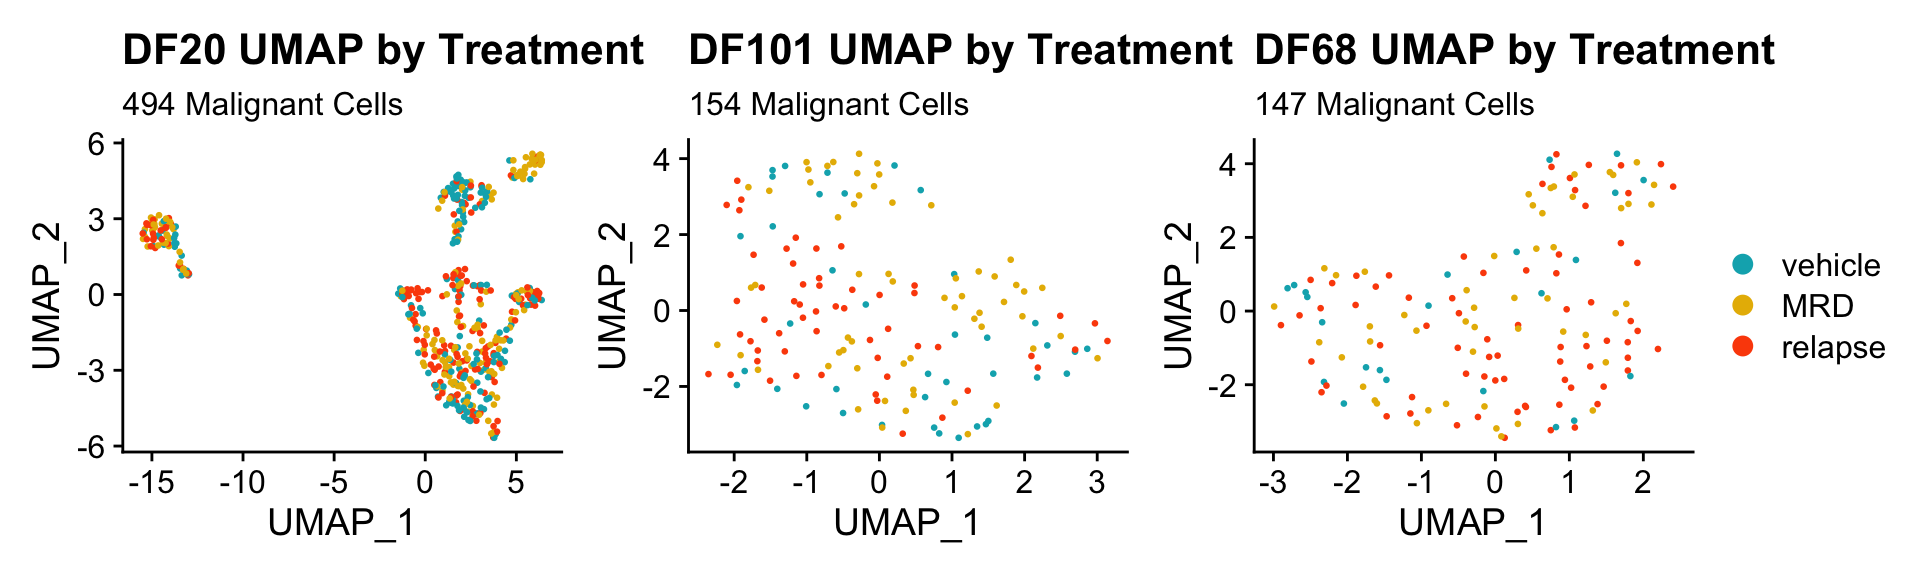 DF20 UMAP by Treatment
494 Malignant Cells
6
3
0
-3
-6
UMAP_2
-15 -10 -5 0 5
UMAP_1
DF101 UMAP by Treatment
154 Malignant Cells
4
2
0
-2
UMAP_2
-2 -1 0 1 2 3
UMAP_1
DF68 UMAP by Treatment
147 Malignant Cells
4
2
0
-2
UMAP_2
-3 -2 -1 0 1 2
UMAP_1
vehicle
MRD
relapse